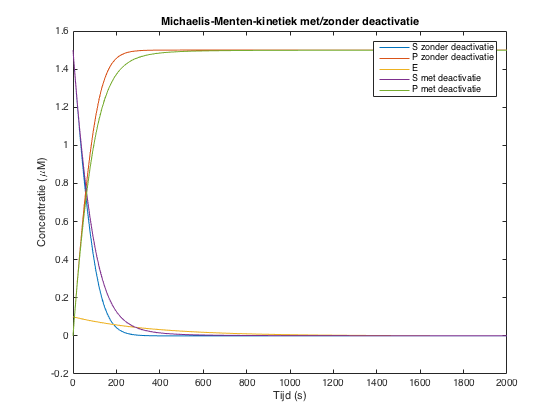 Michaelis-Menten-kinetiek met/zonder deactivatie
1.6
1.4
1.2
1
0.8
0.6
0.4
0.2
0
-0.2
Concentratie (μM)
S zonder deactivatie
P zonder deactivatie
E
S met deactivatie
P met deactivatie
0 200 400 600 800 1000 1200 1400 1600 1800 2000
Tijd (s)